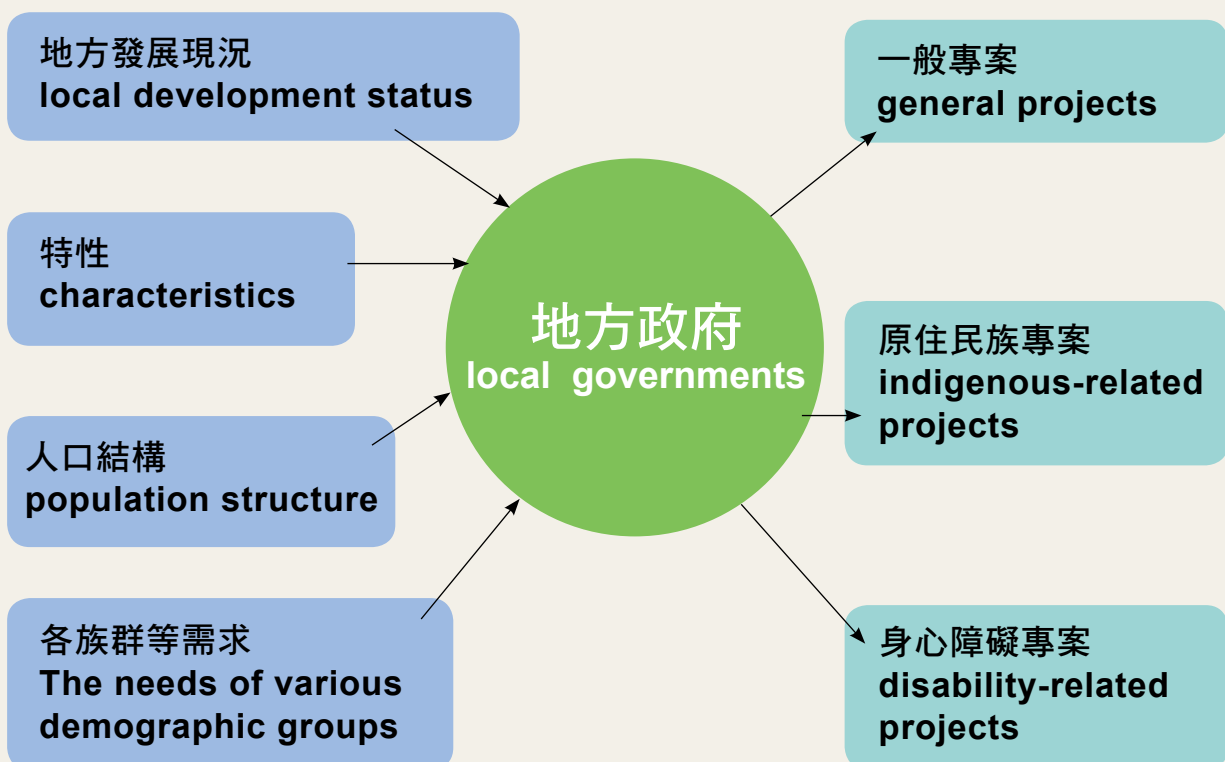 地方發展現況
local development status
特性
characteristics
人口結構
population structure
各族群等需求
The needs of various
demographic groups
地方政府
local governments
一般專案
general projects
原住民族專案
indigenous-related
projects
身心障礙專案
disability-related
projects